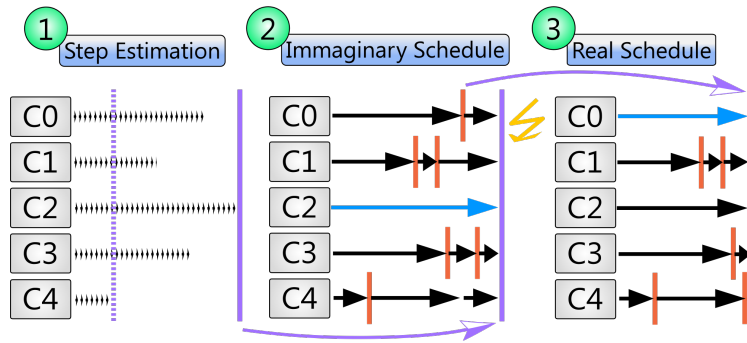 1 Step Estimation
2 Immaginary Schedule
3 Real Schedule
C0
C1
C2
C3
C4
C0
C1
C2
C3
C4
C0
C1
C2
C3
C4